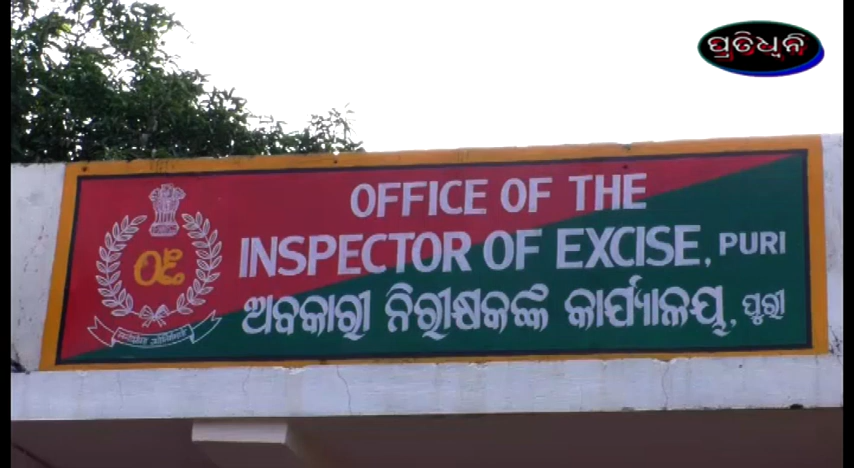 ପ୍ରତିଧ୍ୱନି
OFFICE OF THE
INSPECTOR OF EXCISE, PURI
ଅବକାରୀ ନିରୀକ୍ଷକଙ୍କ କାର୍ଯ୍ୟାଳୟ, ପୁରୀ